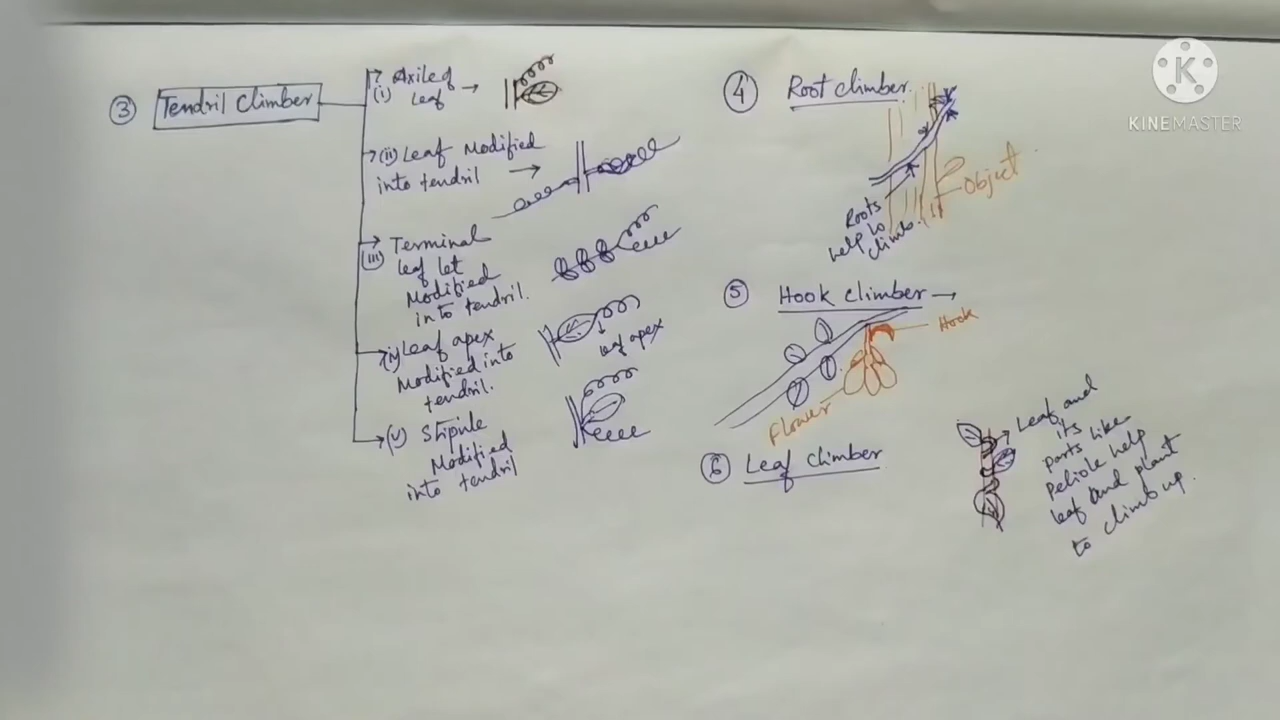 ③ Tendril Climber
(i) Axile of
leaf →
(ii) Leaf Modified
into tendril →
(iii) Terminal
leaf let
Modified
into tendril.
iv) Leaf apex
Modified into
tendril.
leaf apex
(v) Stipule
Modified
into tendril
④ Root climber
Object
Roots
help to
climb.
⑤ Hook climber →
Hook
Flower
⑥ Leaf climber
Leaf and
its
parts like
Petiole help
leaf and plant
to climb up.
K
KINEMASTER